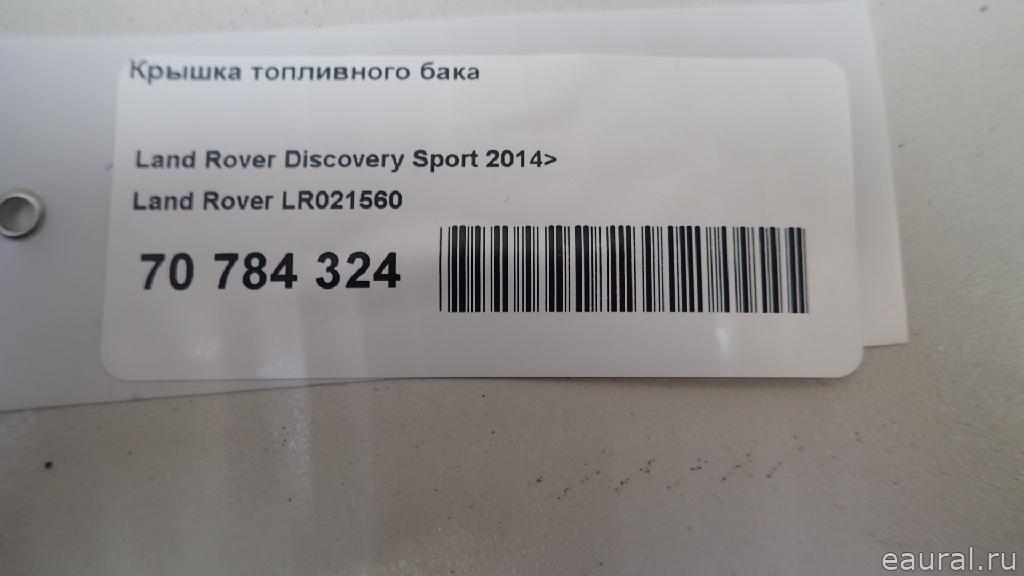 Крышка топливного бака
Land Rover Discovery Sport 2014>
Land Rover LR021560
70 784 324
eaural.ru